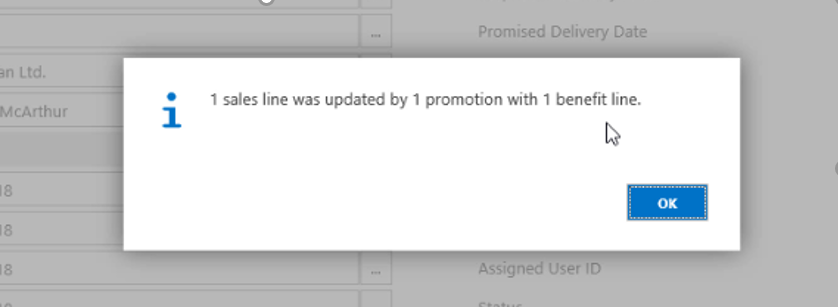 ... Promised Delivery Date
an Ltd.
1 sales line was updated by 1 promotion with 1 benefit line.
McArthur
18
18
OK
18 ... Assigned User ID